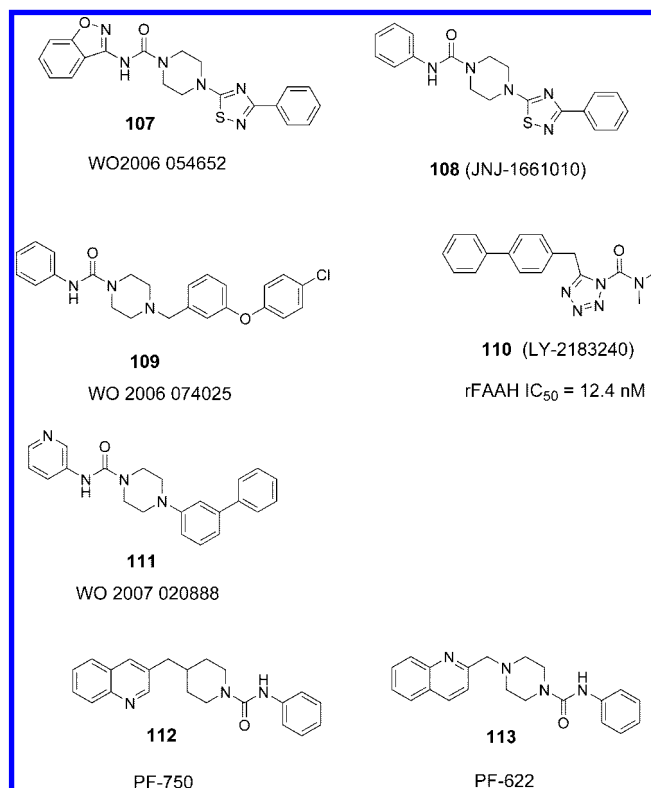 107
WO2006 054652
108 (JNJ-1661010)
109
WO 2006 074025
110 (LY-2183240)
rFAAH IC50 = 12.4 nM
111
WO 2007 020888
112
PF-750
113
PF-622